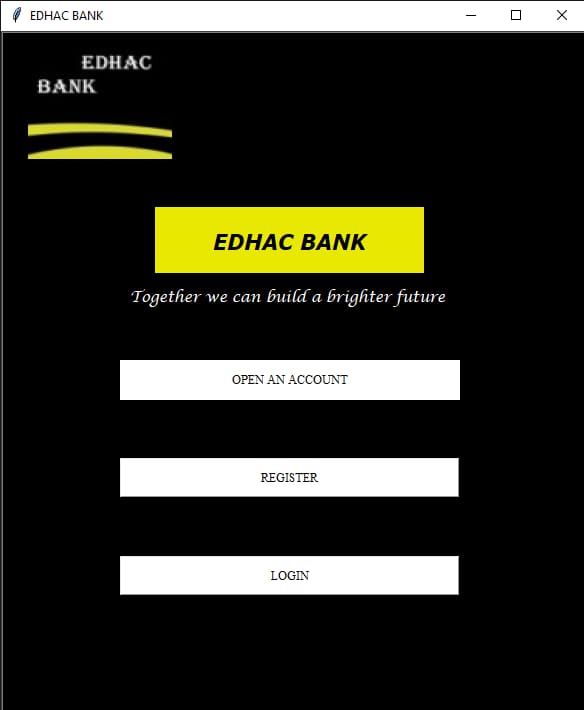 EDHAC BANK
EDHAC
BANK
EDHAC BANK
Together we can build a brighter future
OPEN AN ACCOUNT
REGISTER
LOGIN